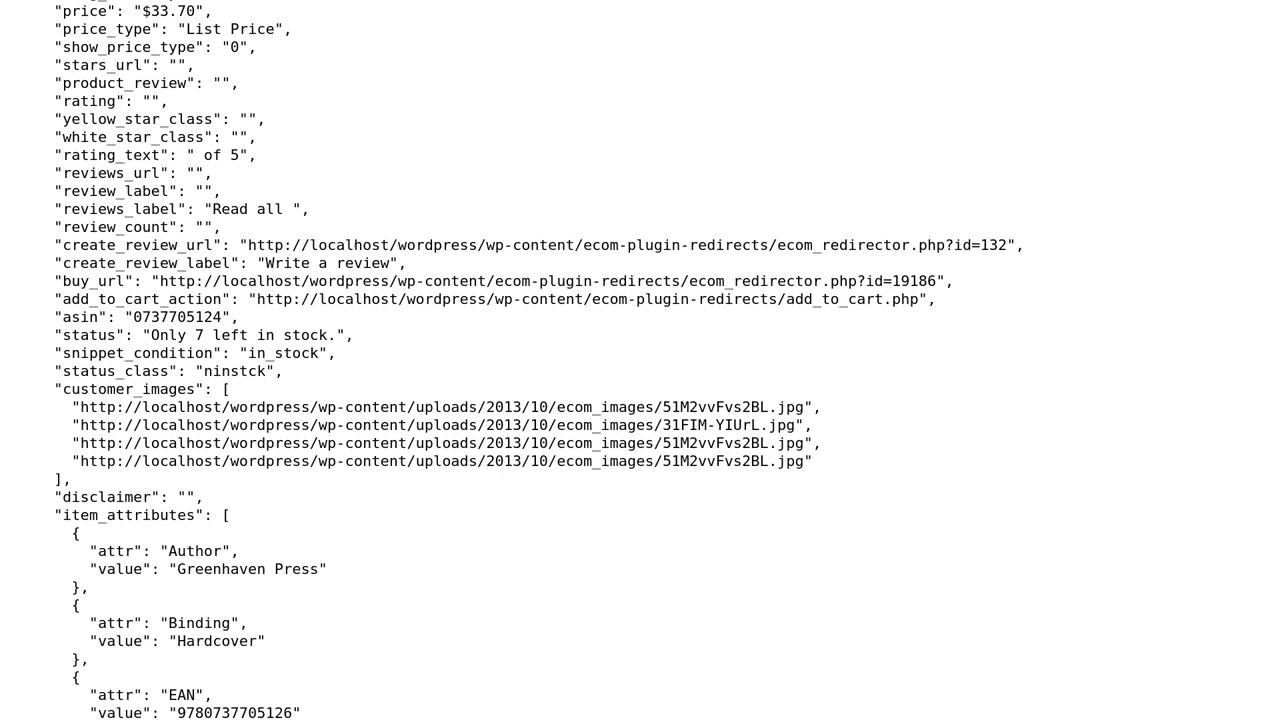 "price": "$33.70",
"price_type": "List Price",
"show_price_type": "0",
"stars_url": "",
"product_review": "",
"rating": "",
"yellow_star_class": "",
"white_star_class": "",
"rating_text": " of 5",
"reviews_url": "",
"review_label": "",
"reviews_label": "Read all ",
"review_count": "",
"create_review_url": "http://localhost/wordpress/wp-content/ecom-plugin-redirects/ecom_redirector.php?id=132",
"create_review_label": "Write a review",
"buy_url": "http://localhost/wordpress/wp-content/ecom-plugin-redirects/ecom_redirector.php?id=19186",
"add_to_cart_action": "http://localhost/wordpress/wp-content/ecom-plugin-redirects/add_to_cart.php",
"asin": "0737705124",
"status": "Only 7 left in stock.",
"snippet_condition": "in_stock",
"status_class": "ninstck",
"customer_images": [
"http://localhost/wordpress/wp-content/uploads/2013/10/ecom_images/51M2vvFvs2BL.jpg",
"http://localhost/wordpress/wp-content/uploads/2013/10/ecom_images/31FIM-YIUrL.jpg",
"http://localhost/wordpress/wp-content/uploads/2013/10/ecom_images/51M2vvFvs2BL.jpg",
"http://localhost/wordpress/wp-content/uploads/2013/10/ecom_images/51M2vvFvs2BL.jpg"
],
"disclaimer": "",
"item_attributes": [
{
"attr": "Author",
"value": "Greenhaven Press"
},
{
"attr": "Binding",
"value": "Hardcover"
},
{
"attr": "EAN",
"value": "9780737705126"